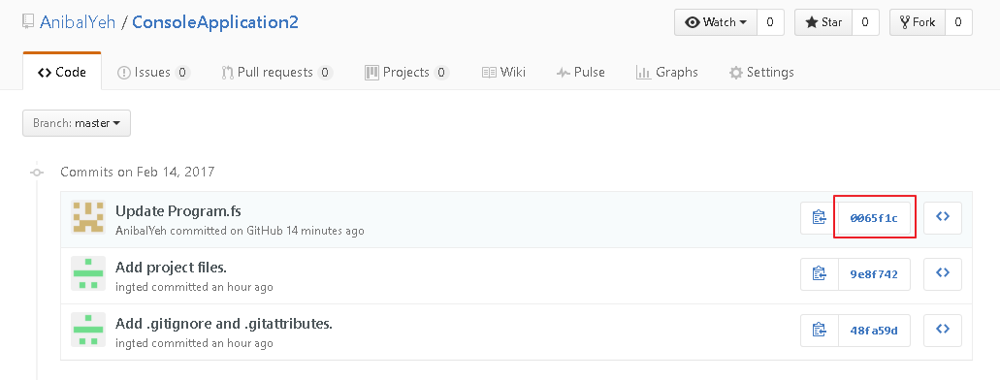 AnibalYeh / ConsoleApplication2 Watch 0 Star 0 Fork 0
Code Issues 0 Pull requests 0 Projects 0 Wiki Pulse Graphs Settings
Branch: master
Commits on Feb 14, 2017
Update Program.fs
AnibalYeh committed on GitHub 14 minutes ago
0065f1c
Add project files.
ingted committed an hour ago
9e8f742
Add .gitignore and .gitattributes.
ingted committed an hour ago
48fa59d